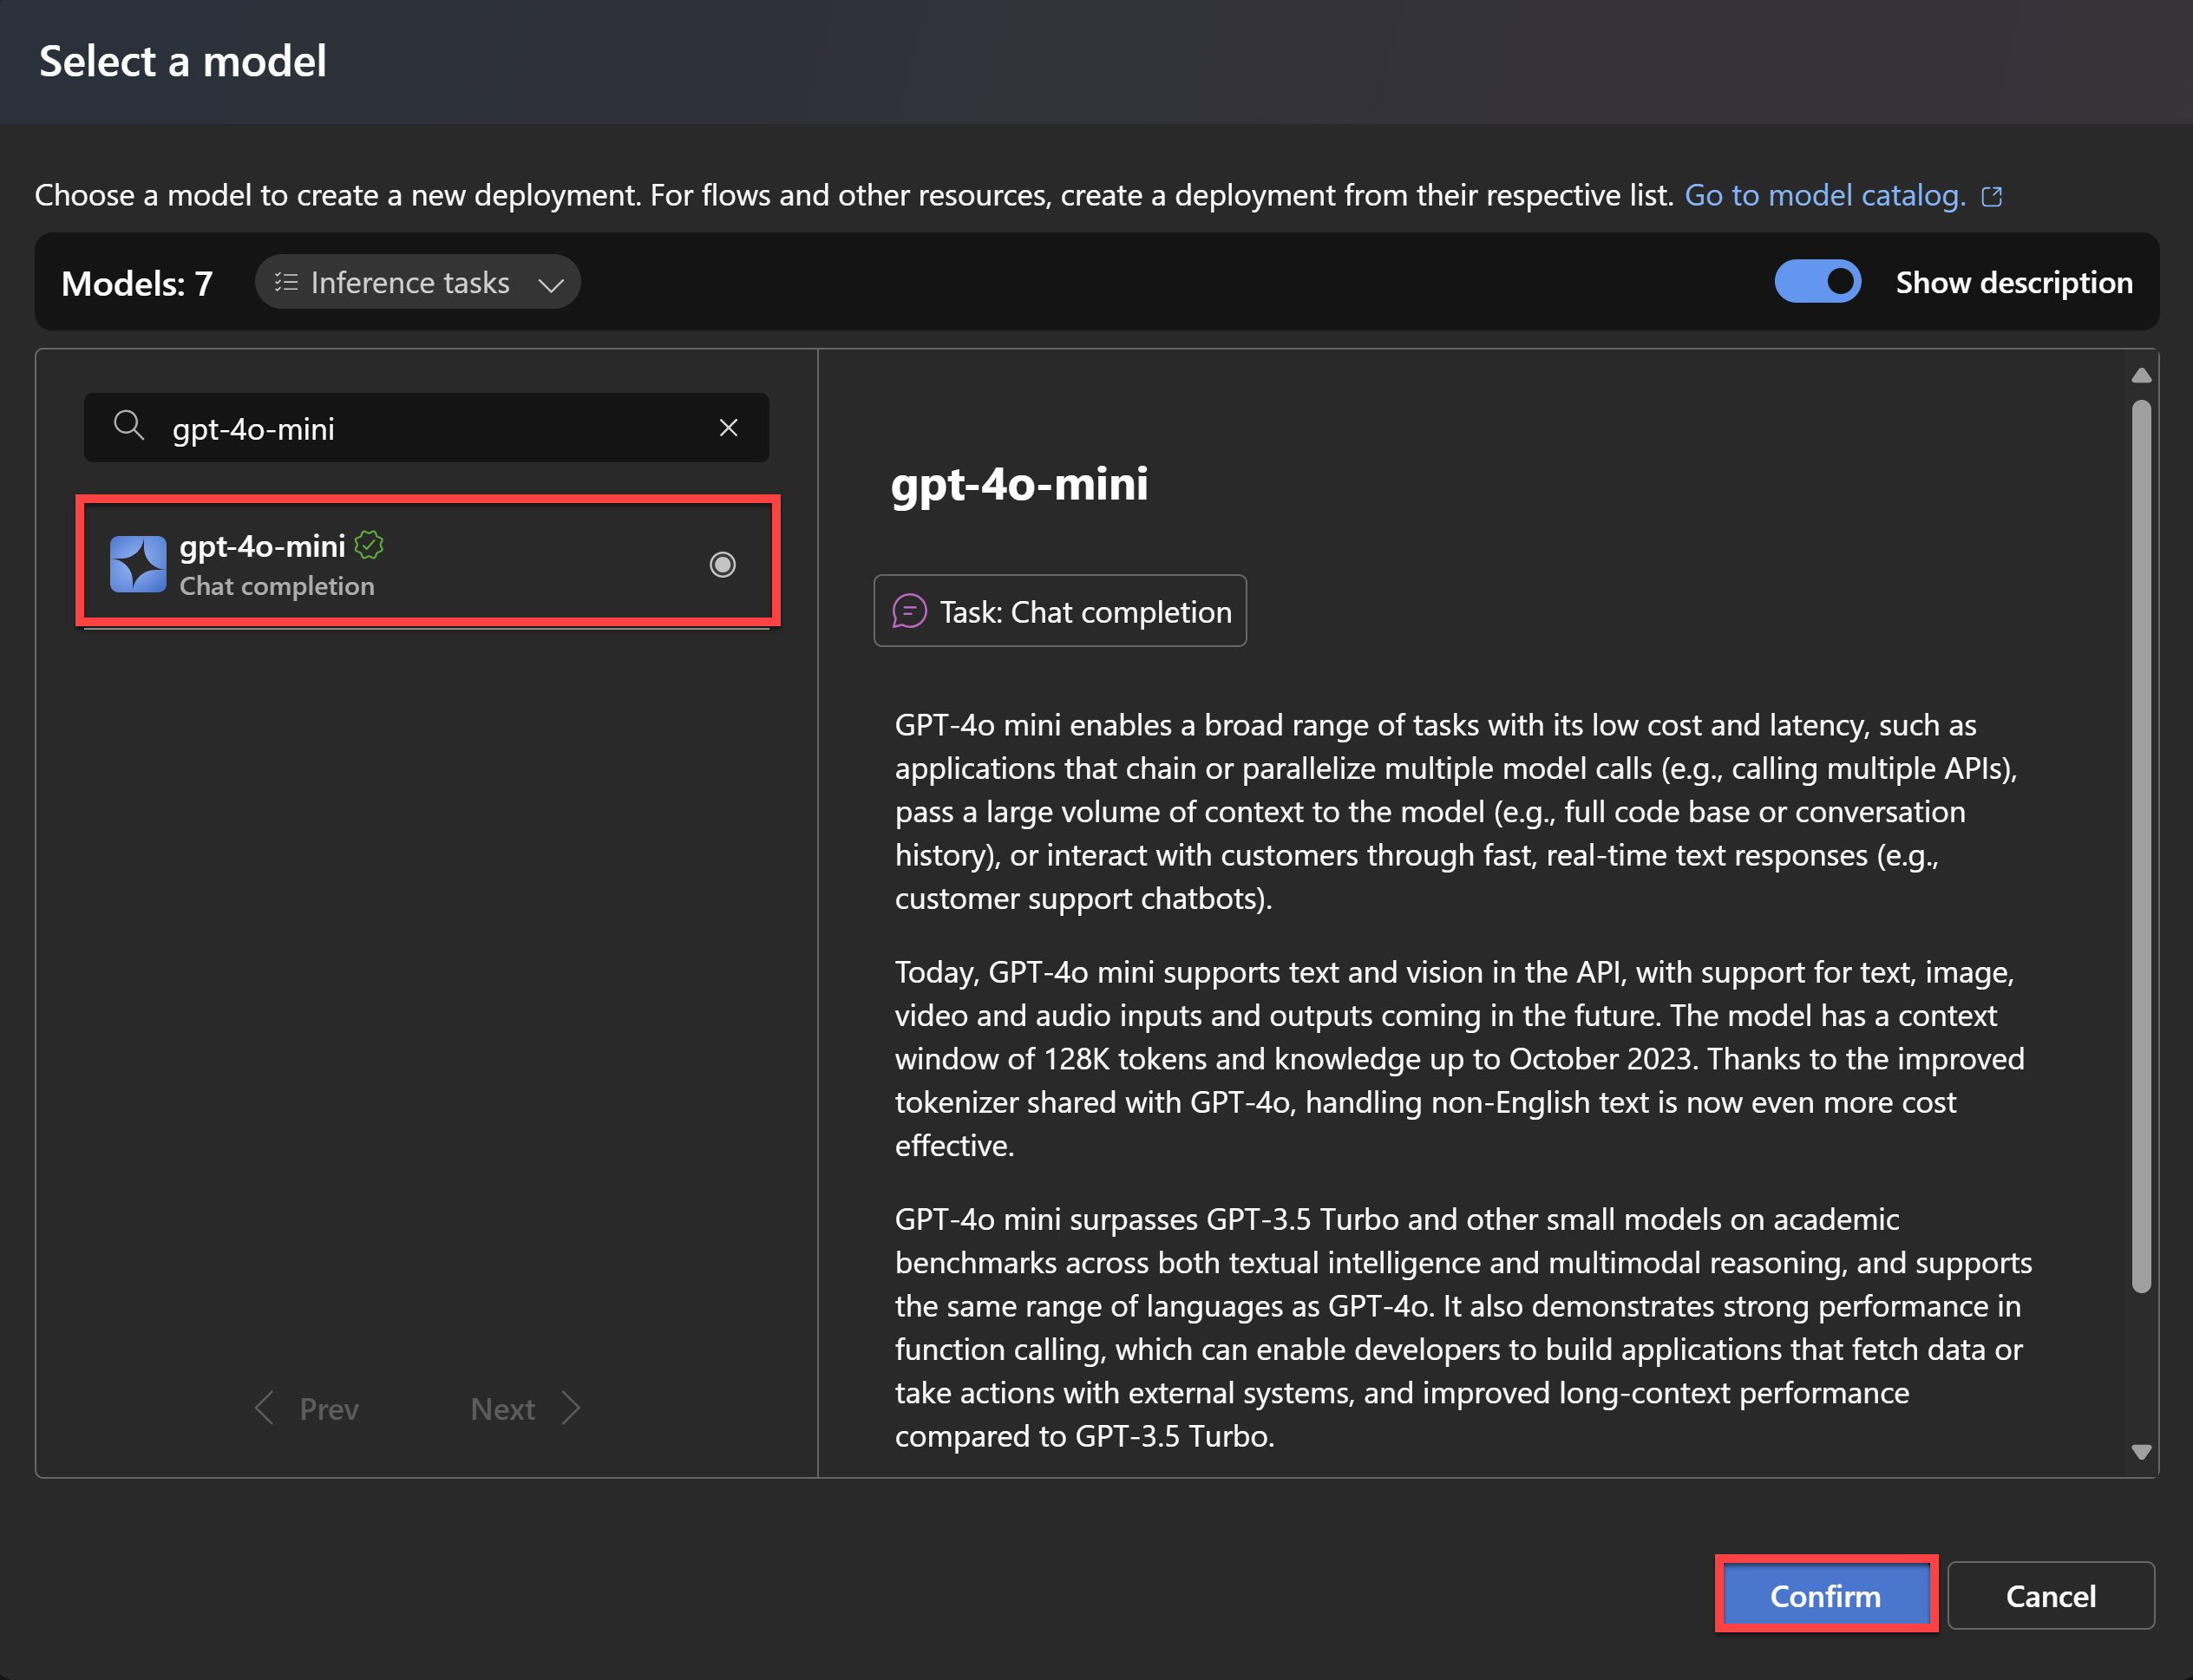 Select a model
Choose a model to create a new deployment. For flows and other resources, create a deployment from their respective list. Go to model catalog.
Models: 7
Inference tasks
Show description
gpt-4o-mini
gpt-4o-mini
Chat completion
Prev
Next
gpt-4o-mini
Task: Chat completion
GPT-4o mini enables a broad range of tasks with its low cost and latency, such as
applications that chain or parallelize multiple model calls (e.g., calling multiple APIs),
pass a large volume of context to the model (e.g., full code base or conversation
history), or interact with customers through fast, real-time text responses (e.g.,
customer support chatbots).
Today, GPT-4o mini supports text and vision in the API, with support for text, image,
video and audio inputs and outputs coming in the future. The model has a context
window of 128K tokens and knowledge up to October 2023. Thanks to the improved
tokenizer shared with GPT-4o, handling non-English text is now even more cost
effective.
GPT-4o mini surpasses GPT-3.5 Turbo and other small models on academic
benchmarks across both textual intelligence and multimodal reasoning, and supports
the same range of languages as GPT-4o. It also demonstrates strong performance in
function calling, which can enable developers to build applications that fetch data or
take actions with external systems, and improved long-context performance
compared to GPT-3.5 Turbo.
Confirm
Cancel